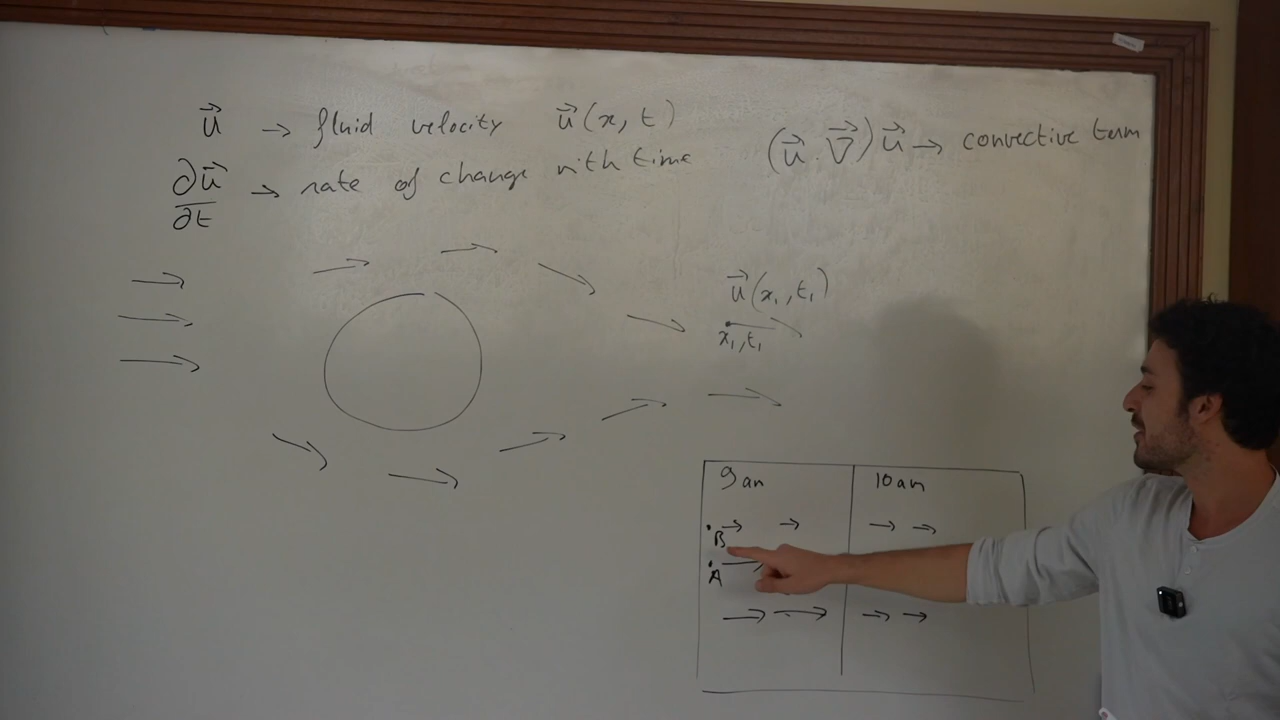 u⃗ → fluid velocity u⃗(x, t)
∂u⃗/∂t → rate of change with time
(u⃗ . ∇⃗) u⃗ → convective term
u⃗(x₁, t₁)
x₁, t₁
9 am 10 am
B
A